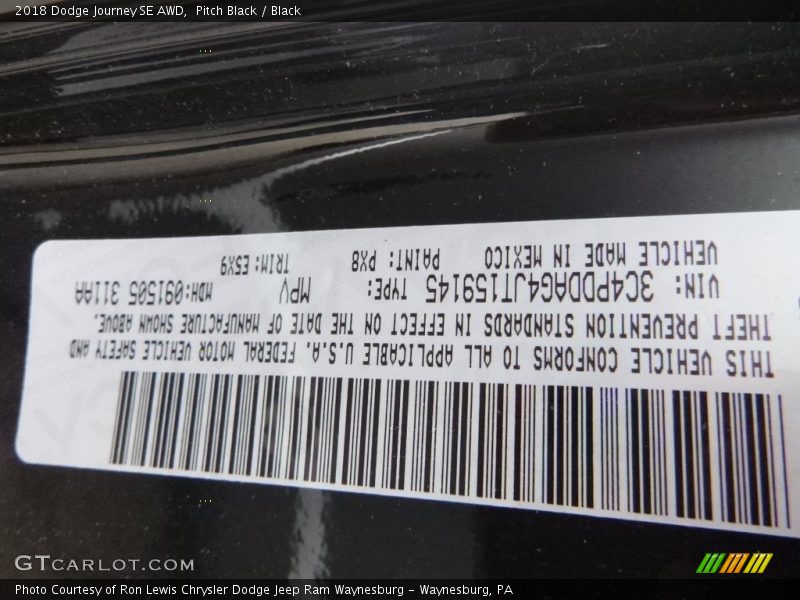 2018 Dodge Journey SE AWD,  Pitch Black / Black
THIS VEHICLE CONFORMS TO ALL APPLICABLE U.S.A. FEDERAL MOTOR VEHICLE SAFETY AND
THEFT PREVENTION STANDARDS IN EFFECT ON THE DATE OF MANUFACTURE SHOWN ABOVE.
VIN: 3C4PDDAG4JT159145 TYPE: MPV MDH: 091505 311AA
VEHICLE MADE IN MEXICO PAINT: PX8 TRIM: E5X9
GTCARLOT.COM
Photo Courtesy of Ron Lewis Chrysler Dodge Jeep Ram Waynesburg - Waynesburg, PA